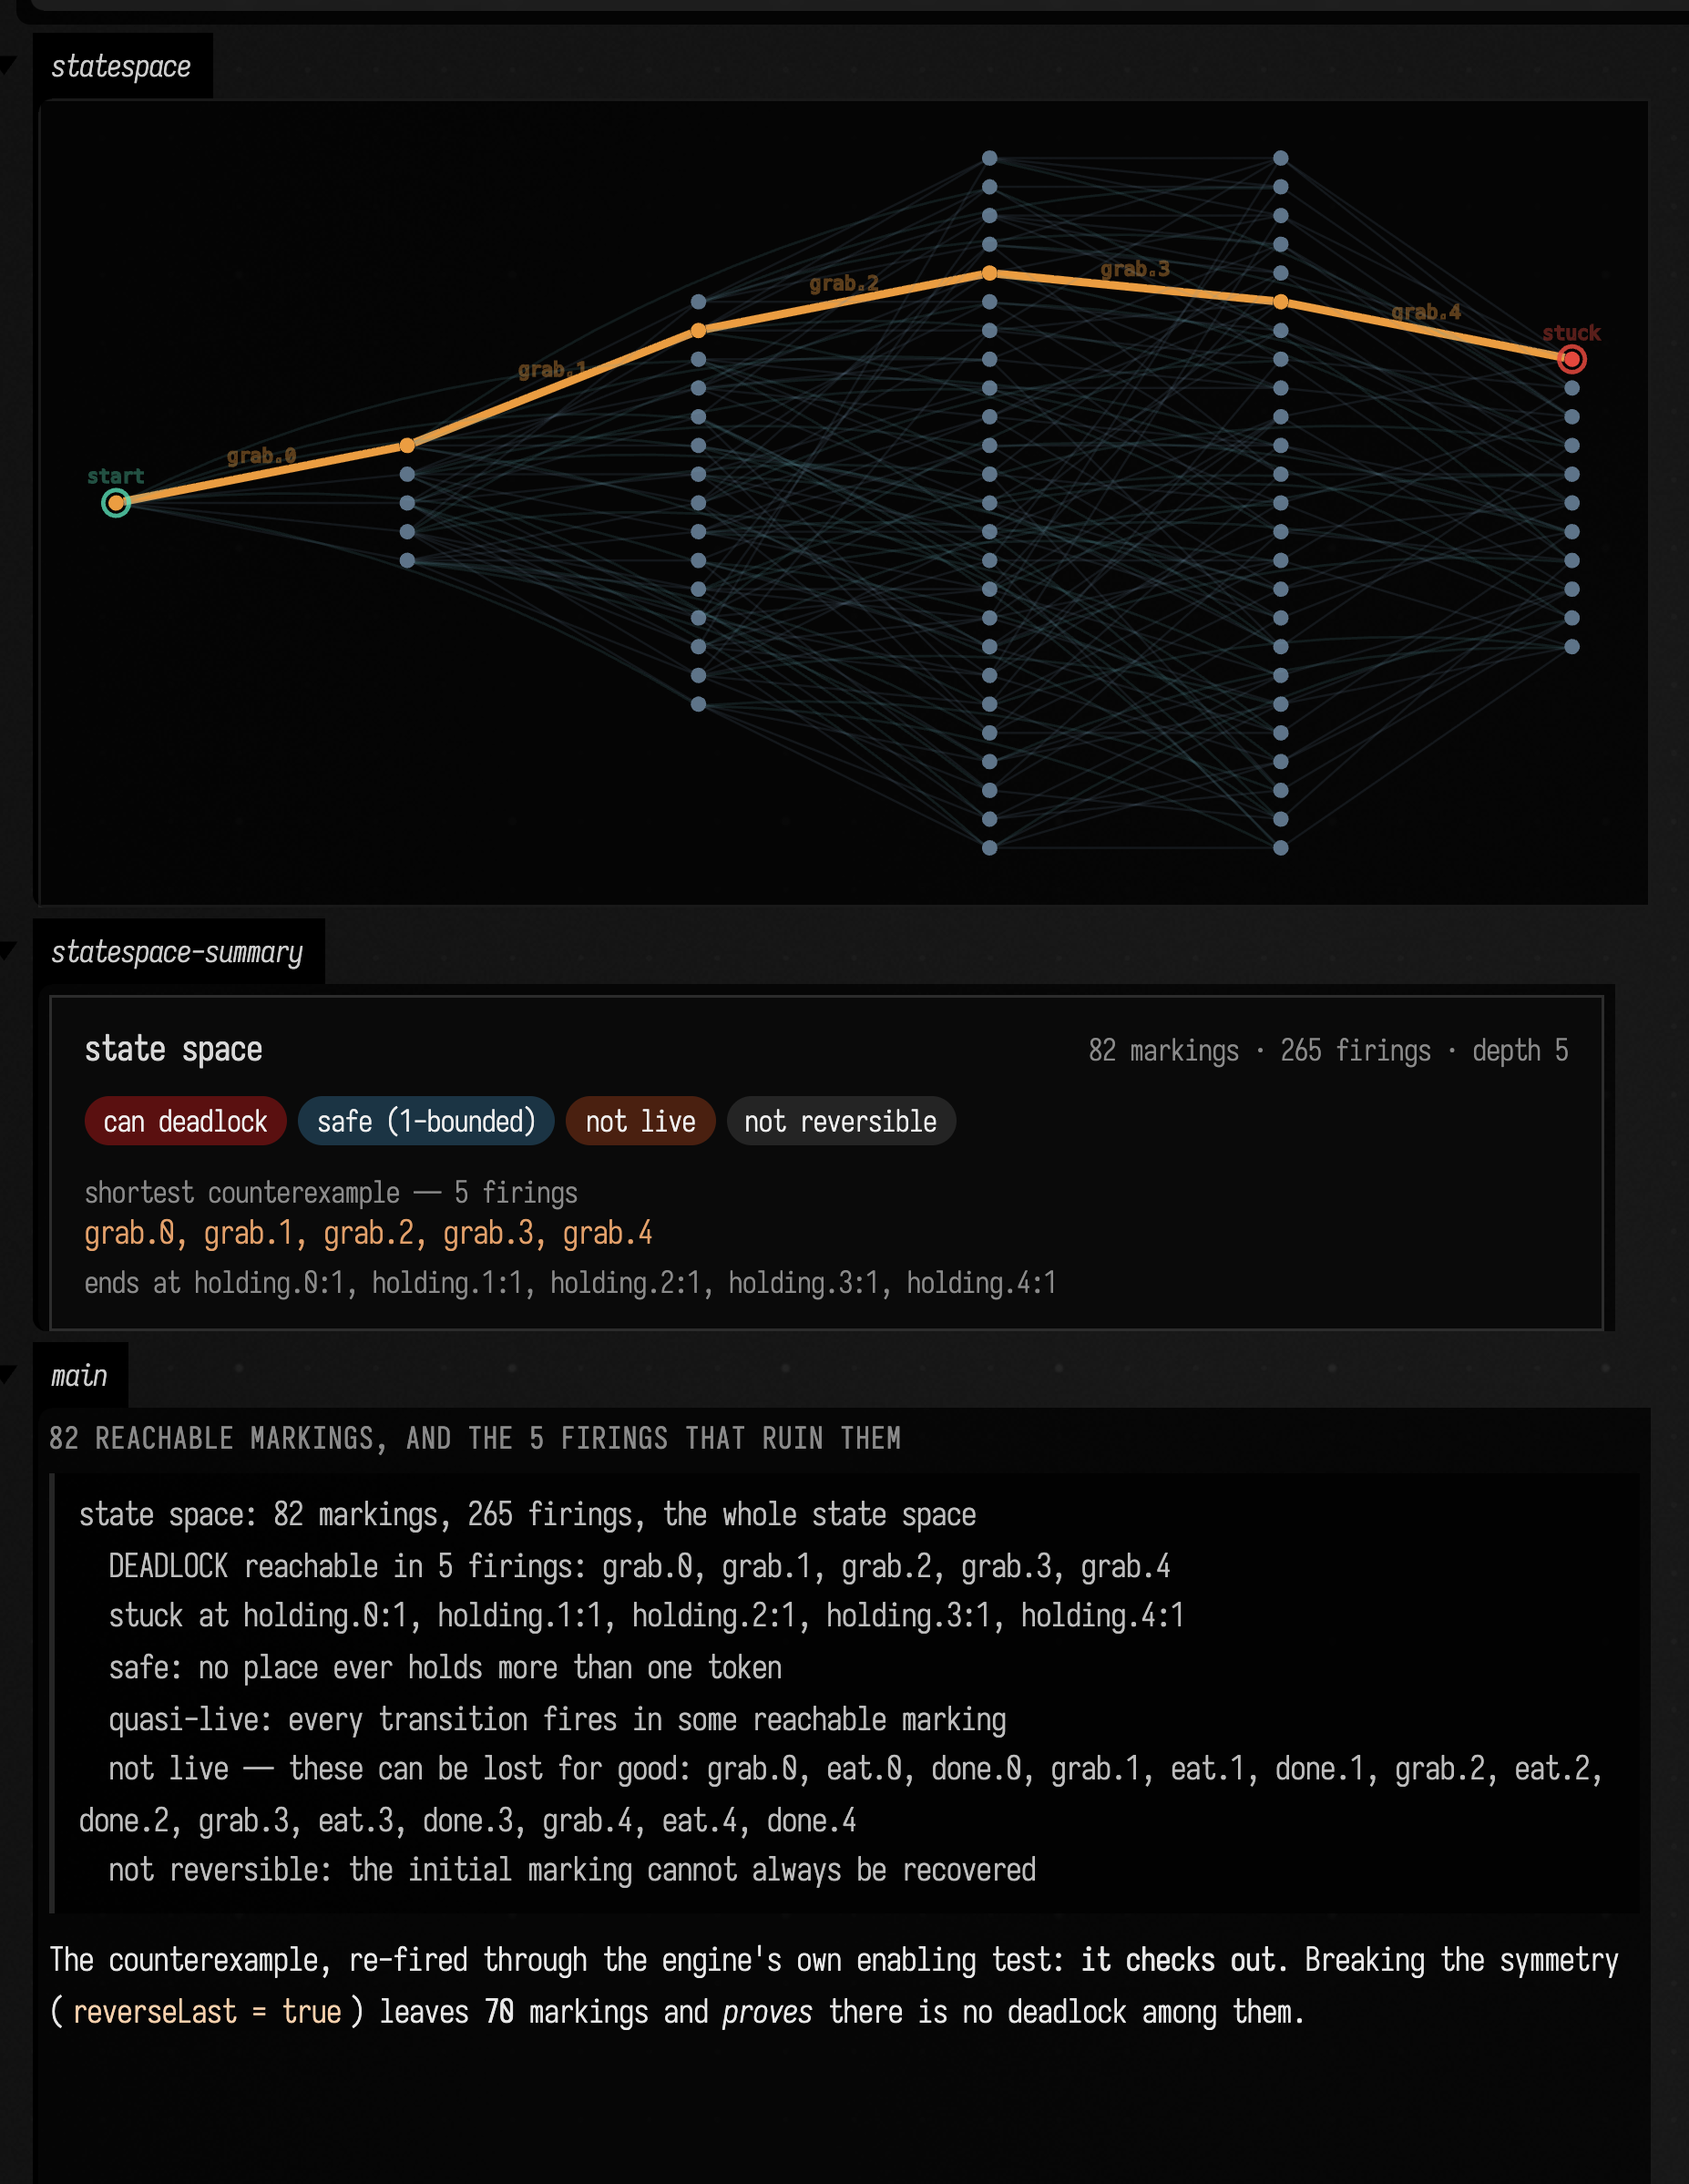 statespace
grab.2
grab.3
grab.4
stuck
grab.1
grab.0
start
statespace-summary
state space
82 markings · 265 firings · depth 5
can deadlock
safe (1-bounded)
not live
not reversible
shortest counterexample — 5 firings
grab.0, grab.1, grab.2, grab.3, grab.4
ends at holding.0:1, holding.1:1, holding.2:1, holding.3:1, holding.4:1
main
82 REACHABLE MARKINGS, AND THE 5 FIRINGS THAT RUIN THEM
state space: 82 markings, 265 firings, the whole state space
DEADLOCK reachable in 5 firings: grab.0, grab.1, grab.2, grab.3, grab.4
stuck at holding.0:1, holding.1:1, holding.2:1, holding.3:1, holding.4:1
safe: no place ever holds more than one token
quasi-live: every transition fires in some reachable marking
not live — these can be lost for good: grab.0, eat.0, done.0, grab.1, eat.1, done.1, grab.2, eat.2,
done.2, grab.3, eat.3, done.3, grab.4, eat.4, done.4
not reversible: the initial marking cannot always be recovered
The counterexample, re-fired through the engine's own enabling test: it checks out. Breaking the symmetry
( reverseLast = true ) leaves 70 markings and proves there is no deadlock among them.